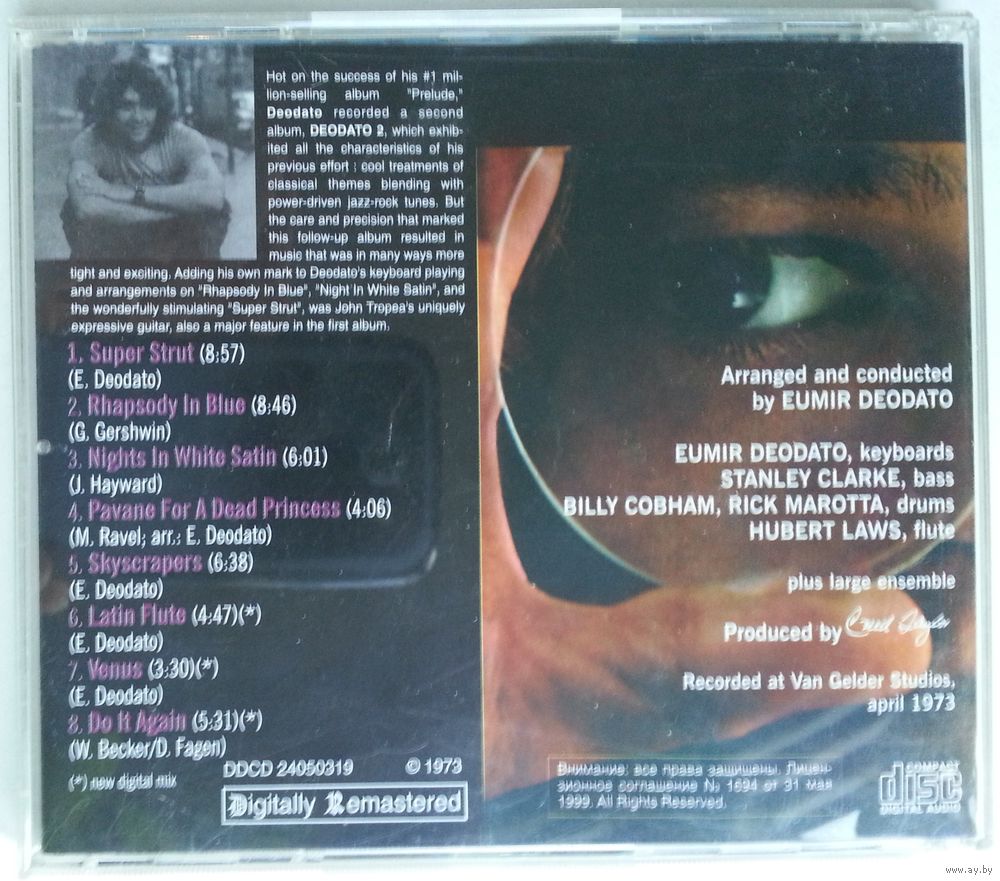 Hot on the success of his #1 mil-
lion-selling album "Prelude,"
Deodato recorded a second
album, DEODATO 2, which exhib-
ited all the characteristics of his
previous effort : cool treatments of
classical themes blending with
power-driven jazz-rock tunes. But
the care and precision that marked
this follow-up album resulted in
music that was in many ways more
tight and exciting. Adding his own mark to Deodato's keyboard playing
and arrangements on "Rhapsody In Blue", "Night In White Satin", and
the wonderfully stimulating "Super Strut", was John Tropea's uniquely
expressive guitar, also a major feature in the first album.
1. Super Strut (8:57)
(E. Deodato)
2. Rhapsody In Blue (8:46)
(G. Gershwin)
3. Nights In White Satin (6:01)
(J. Hayward)
4. Pavane For A Dead Princess (4:06)
(M. Ravel; arr.: E. Deodato)
5. Skyscrapers (6:38)
(E. Deodato)
6. Latin Flute (4:47)(*)
(E. Deodato)
7. Venus (3:30)(*)
(E. Deodato)
8. Do It Again (5:31)(*)
(W. Becker/D. Fagen)
(*) new digital mix
DDCD 24050319 © 1973
Digitally Remastered
Arranged and conducted
by EUMIR DEODATO
EUMIR DEODATO, keyboards
STANLEY CLARKE, bass
BILLY COBHAM, RICK MAROTTA, drums
HUBERT LAWS, flute
plus large ensemble
Produced by Creed Taylor
Recorded at Van Gelder Studios,
april 1973
Внимание: все права защищены. Лицен-
зионное соглашение № 1694 от 31 мая
1999. All Rights Reserved.
COMPACT
disc
DIGITAL AUDIO
www.ay.by